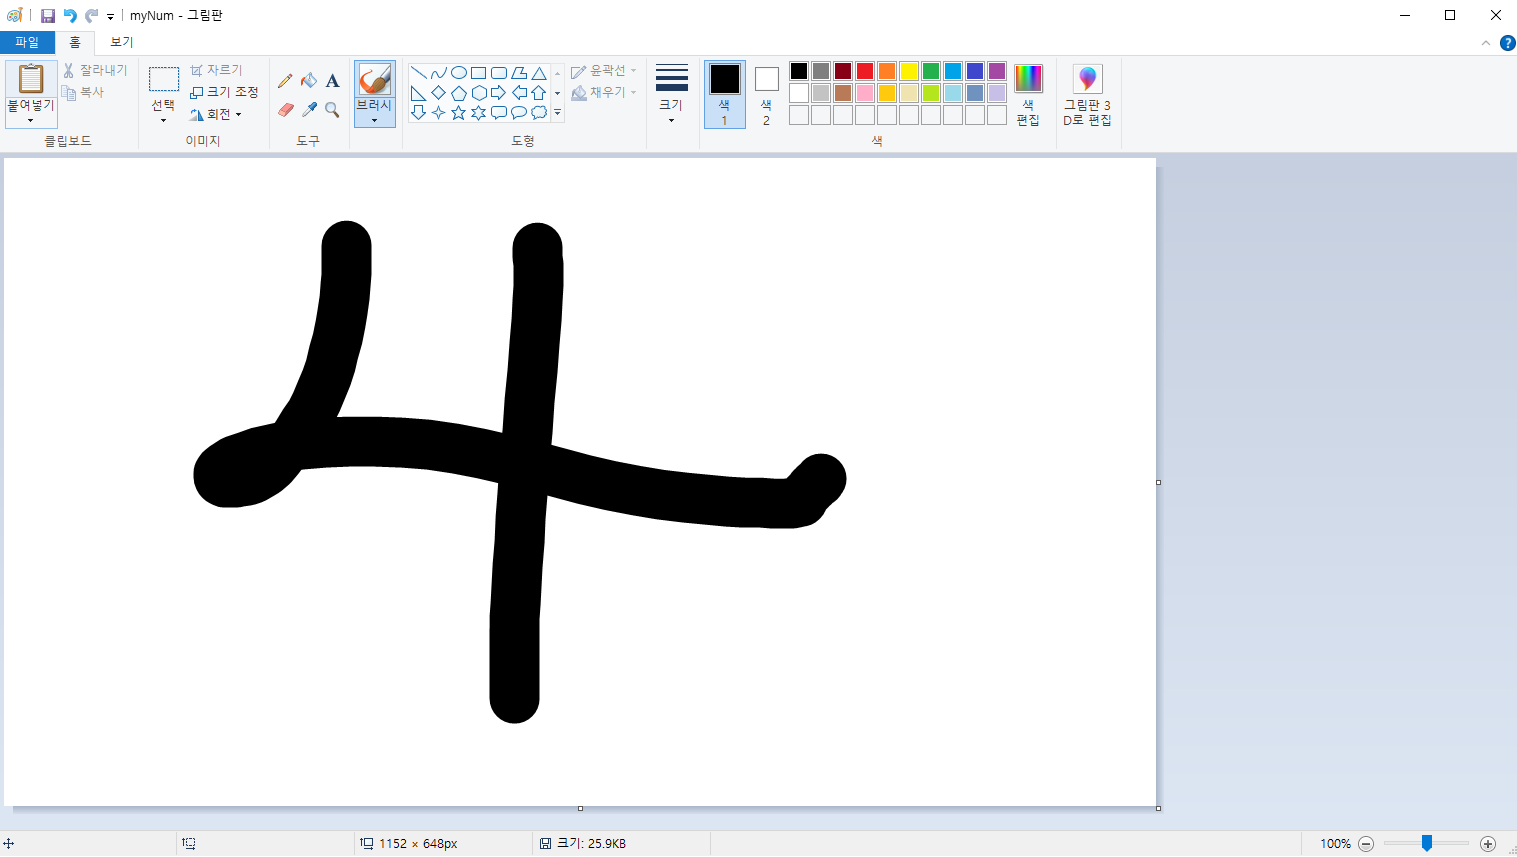 myNum - 그림판
파일 홈 보기
붙여넣기 잘라내기 복사 클립보드
선택 자르기 크기 조정 회전 이미지
A 도구
브러시
윤곽선 채우기 도형
크기
색 1 색 2 색 편집 색
그림판 3D로 편집
4
1152 × 648px 크기: 25.9KB 100%